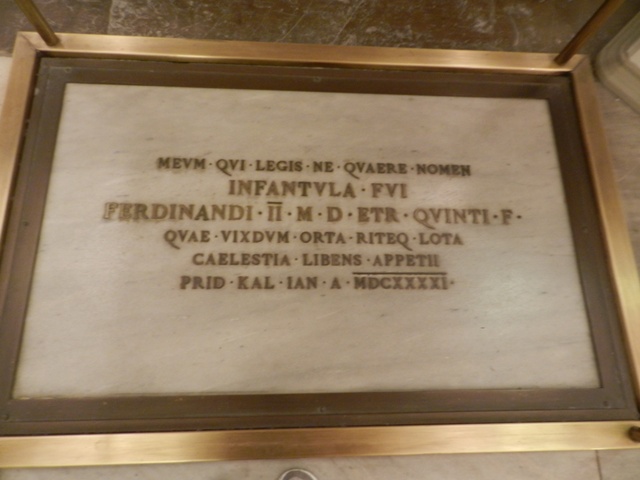 MEVM · QVI · LEGIS · NE · QVAERE · NOMEN
INFANTVLA · FVI
FERDINANDI · II · M · D · ETR · QVINTI · F ·
QVAE · VIXDVM · ORTA · RITEQ · LOTA
CAELESTIA · LIBENS · APPETII
PRID · KAL · IAN · A · MDCXXXXI ·